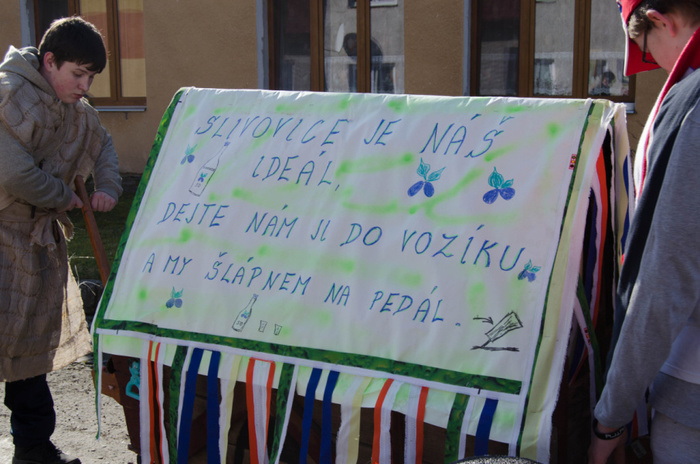 SLIVOVICE JE NÁŠ
IDEÁL,
DEJTE NÁM JI DO VOZÍKU
A MY ŠLÁPNEM NA PEDÁL.